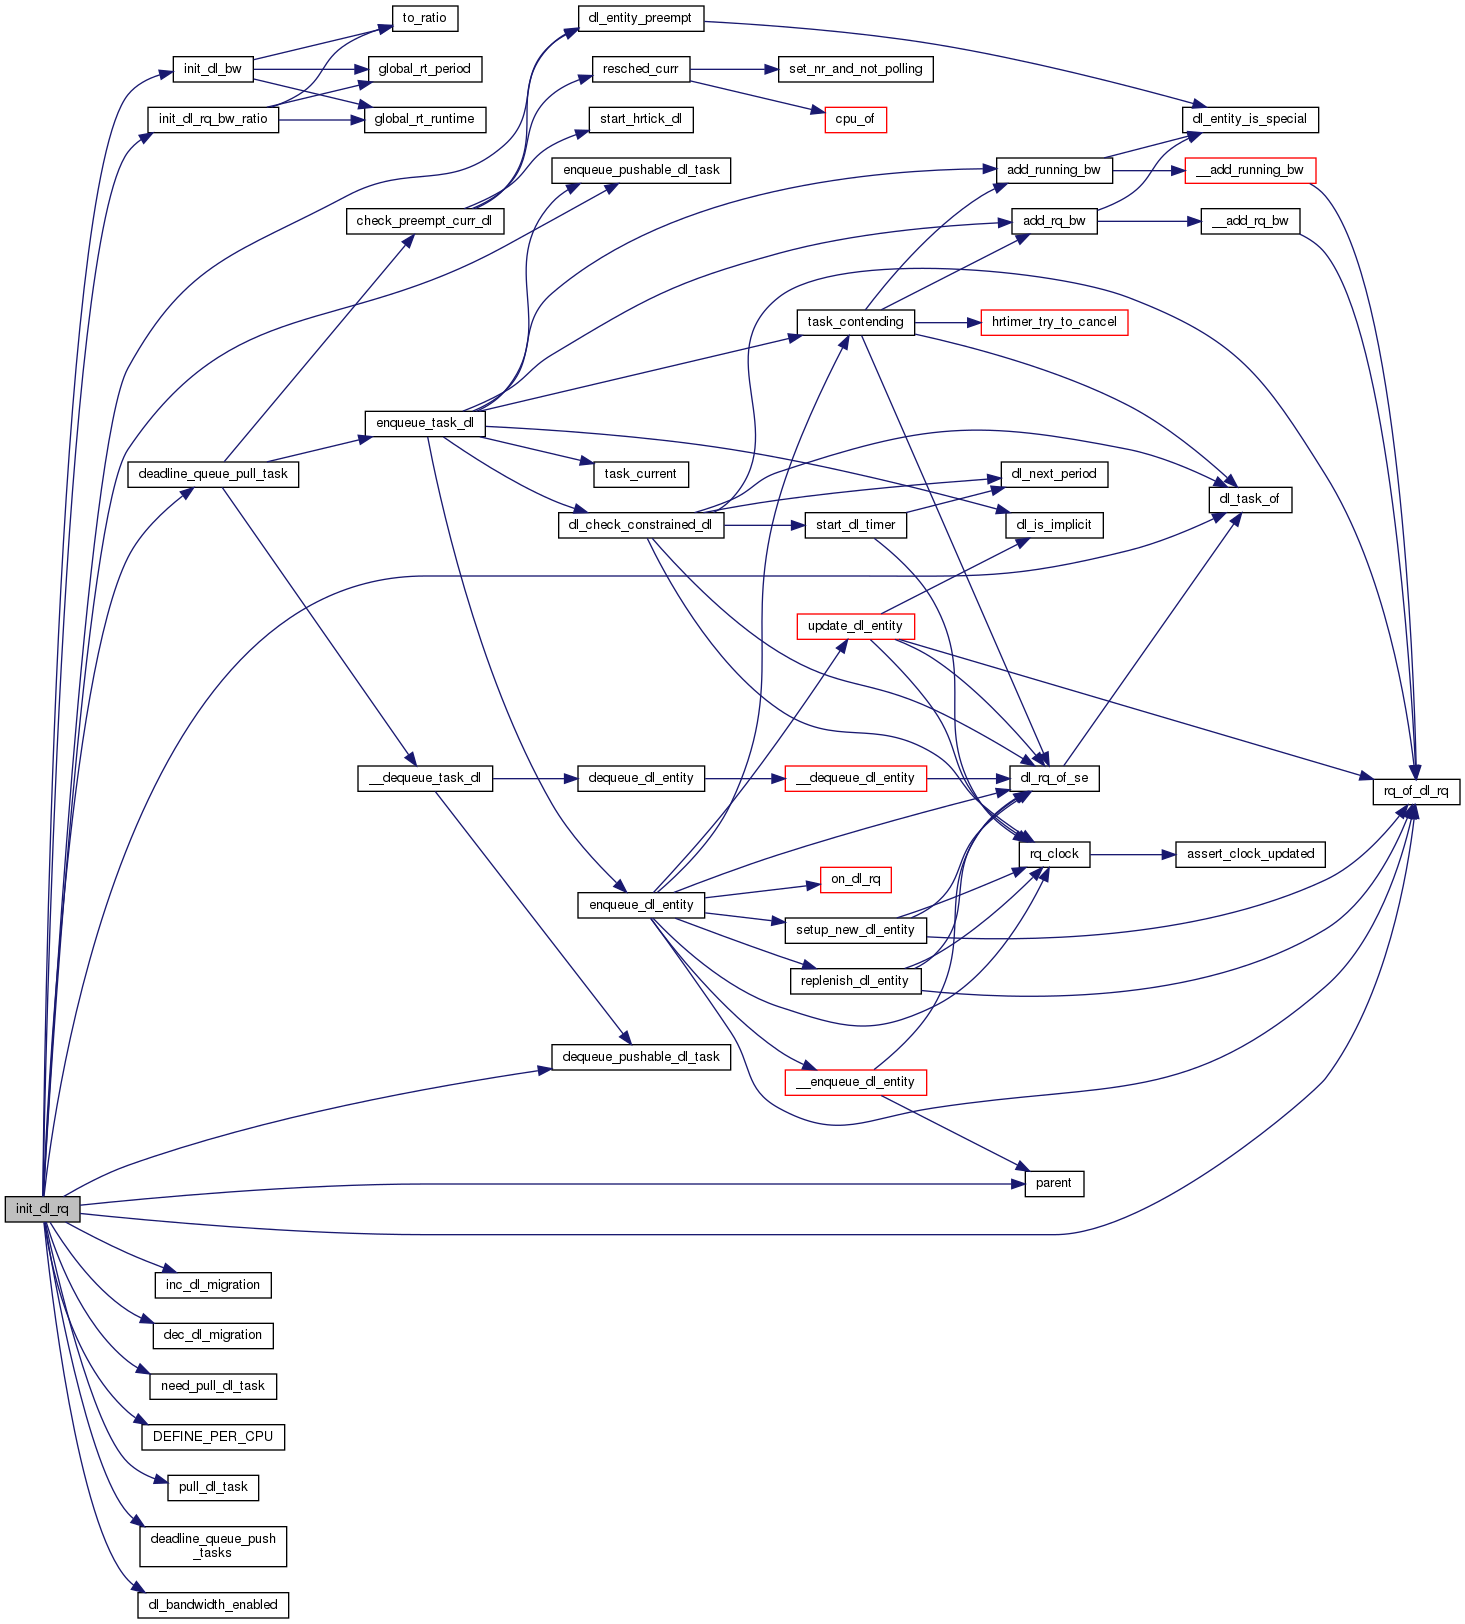 to_ratio
dl_entity_preempt
init_dl_bw
global_rt_period
resched_curr
set_nr_and_not_polling
init_dl_rq_bw_ratio
global_rt_runtime
start_hrtick_dl
cpu_of
dl_entity_is_special
enqueue_pushable_dl_task
add_running_bw
__add_running_bw
check_preempt_curr_dl
add_rq_bw
__add_rq_bw
task_contending
hrtimer_try_to_cancel
enqueue_task_dl
deadline_queue_pull_task
task_current
dl_next_period
dl_task_of
dl_check_constrained_dl
start_dl_timer
dl_is_implicit
update_dl_entity
__dequeue_task_dl
dequeue_dl_entity
__dequeue_dl_entity
dl_rq_of_se
rq_of_dl_rq
rq_clock
assert_clock_updated
on_dl_rq
enqueue_dl_entity
setup_new_dl_entity
replenish_dl_entity
dequeue_pushable_dl_task
__enqueue_dl_entity
parent
init_dl_rq
inc_dl_migration
dec_dl_migration
need_pull_dl_task
DEFINE_PER_CPU
pull_dl_task
deadline_queue_push
_tasks
dl_bandwidth_enabled